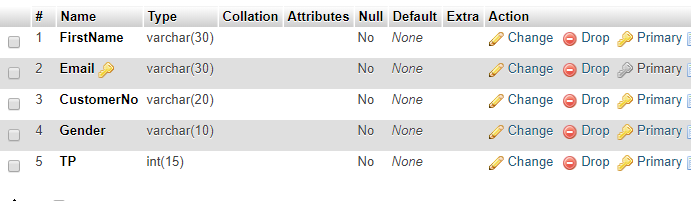 # Name Type Collation Attributes Null Default Extra Action
1 FirstName varchar(30) No None Change Drop Primary
2 Email varchar(30) No None Change Drop Primary
3 CustomerNo varchar(20) No None Change Drop Primary
4 Gender varchar(10) No None Change Drop Primary
5 TP int(15) No None Change Drop Primary